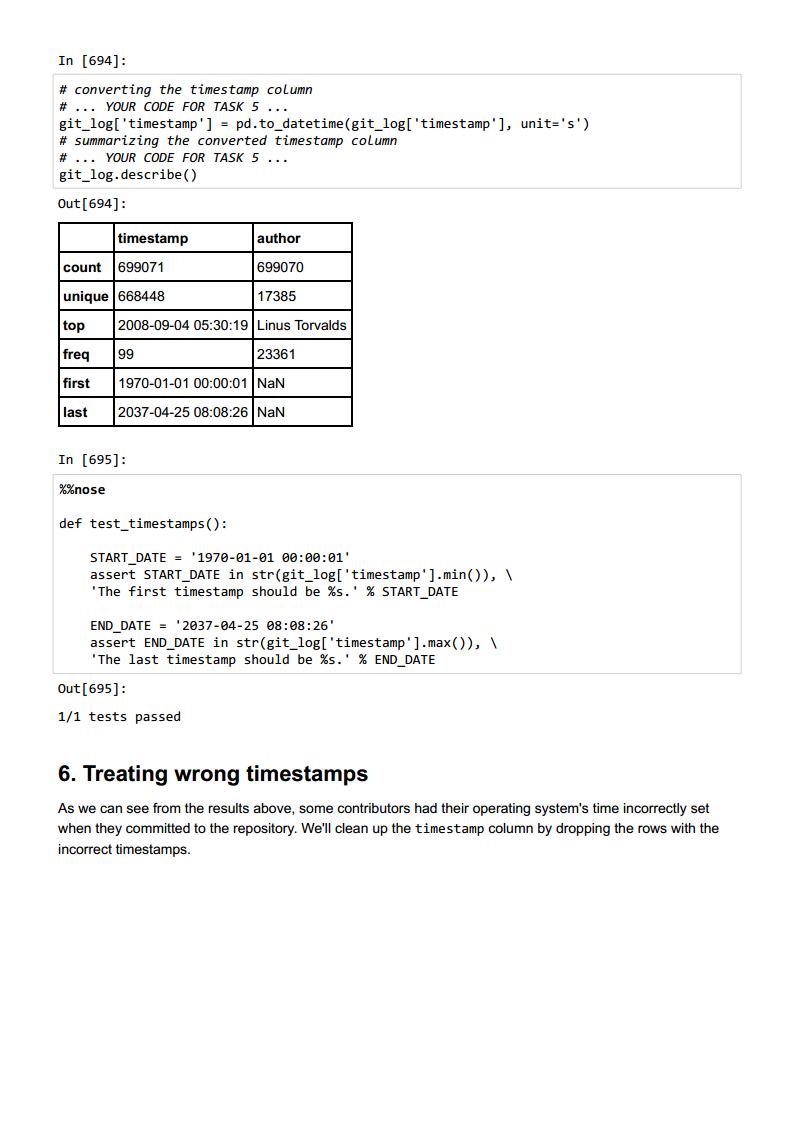 In [694]:
# converting the timestamp column
# ... YOUR CODE FOR TASK 5 ...
git_log['timestamp'] = pd.to_datetime(git_log['timestamp'], unit='s')
# summarizing the converted timestamp column
# ... YOUR CODE FOR TASK 5 ...
git_log.describe()
Out[694]:
timestamp author
count 699071 699070
unique 668448 17385
top 2008-09-04 05:30:19 Linus Torvalds
freq 99 23361
first 1970-01-01 00:00:01 NaN
last 2037-04-25 08:08:26 NaN
In [695]:
%%nose
def test_timestamps():
START_DATE = '1970-01-01 00:00:01'
assert START_DATE in str(git_log['timestamp'].min()), \
'The first timestamp should be %s.' % START_DATE
END_DATE = '2037-04-25 08:08:26'
assert END_DATE in str(git_log['timestamp'].max()), \
'The last timestamp should be %s.' % END_DATE
Out[695]:
1/1 tests passed
6. Treating wrong timestamps
As we can see from the results above, some contributors had their operating system's time incorrectly set
when they committed to the repository. We'll clean up the timestamp column by dropping the rows with the
incorrect timestamps.